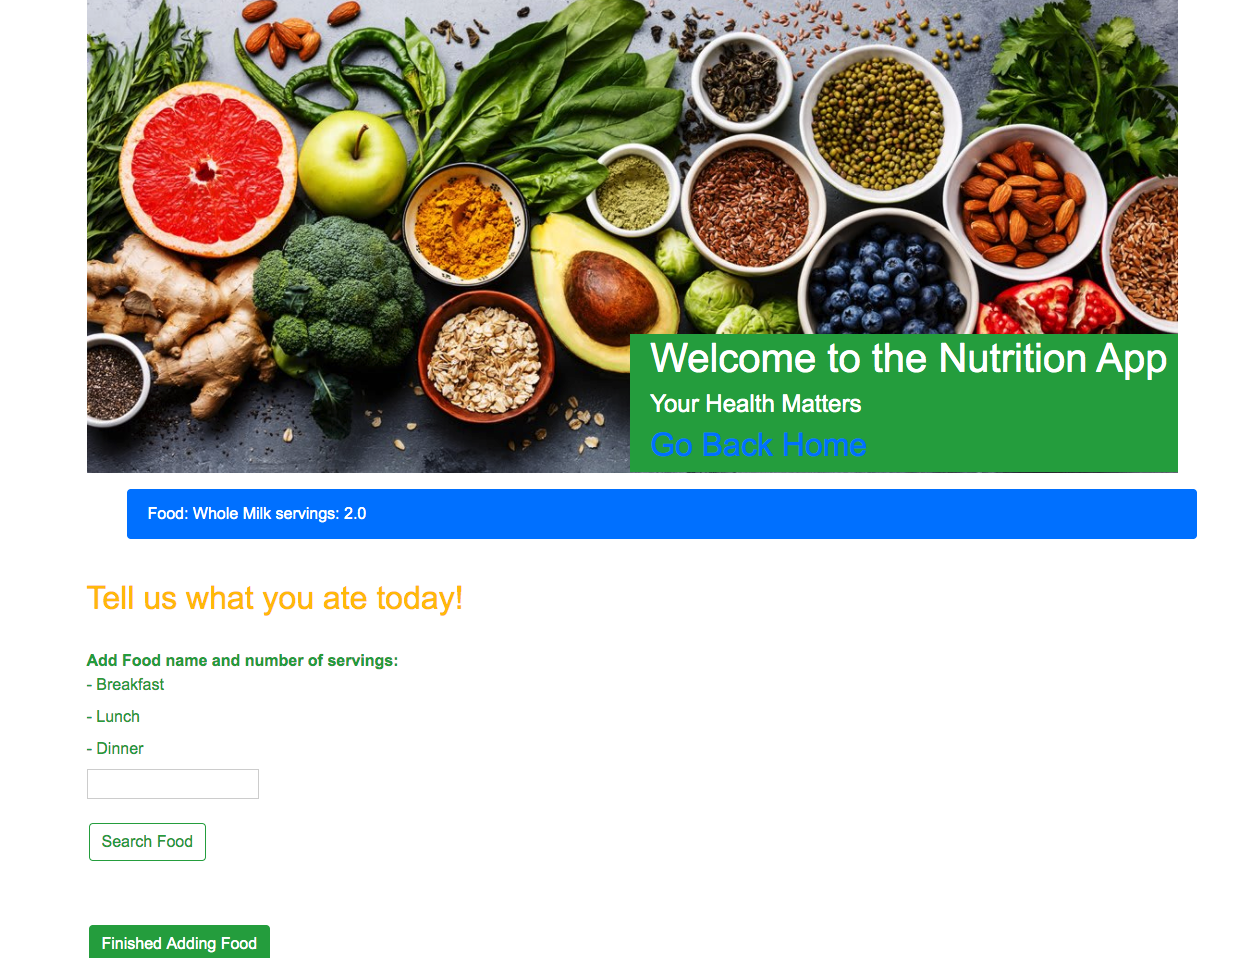 Welcome to the Nutrition App
Your Health Matters
Go Back Home
Food: Whole Milk servings: 2.0
Tell us what you ate today!
Add Food name and number of servings:
- Breakfast
- Lunch
- Dinner
Search Food
Finished Adding Food